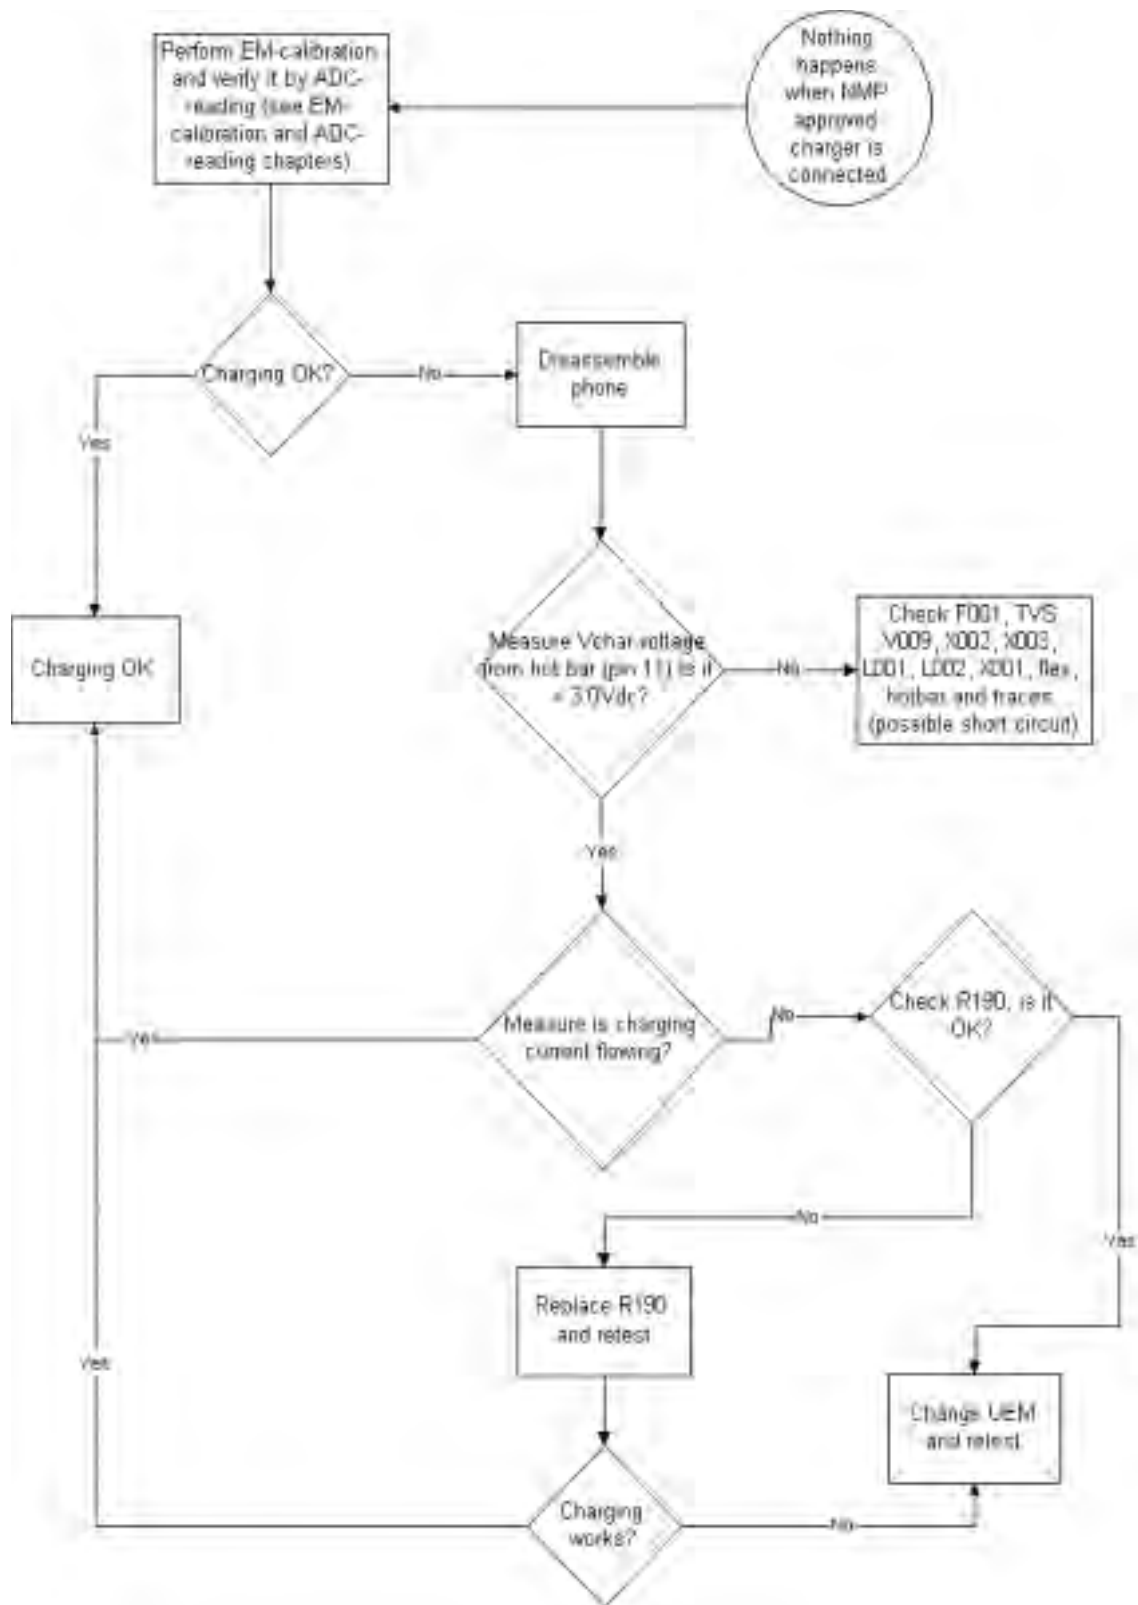 Nothing
happens
when NMP
approved
charger is
connected
Perform EM-calibration
and verify it by ADC-
reading (see EM-
calibration and ADC-
reading chapters)
Charging OK?
No
Yes
Disassemble
phone
Charging OK
Measure Vchar voltage
from hot bar (pin 11) Is it
3.0Vdc?
No
Check F001, TVS
V009, X002, X003,
L001, L002, X001, flex,
hotbar and traces
(possible short circuit)
Yes
Measure is charging
current flowing?
Yes
No
Check R190, is it
OK?
No
Yes
Replace R190
and retest
Change UEM
and retest
Yes
Charging
works?
No